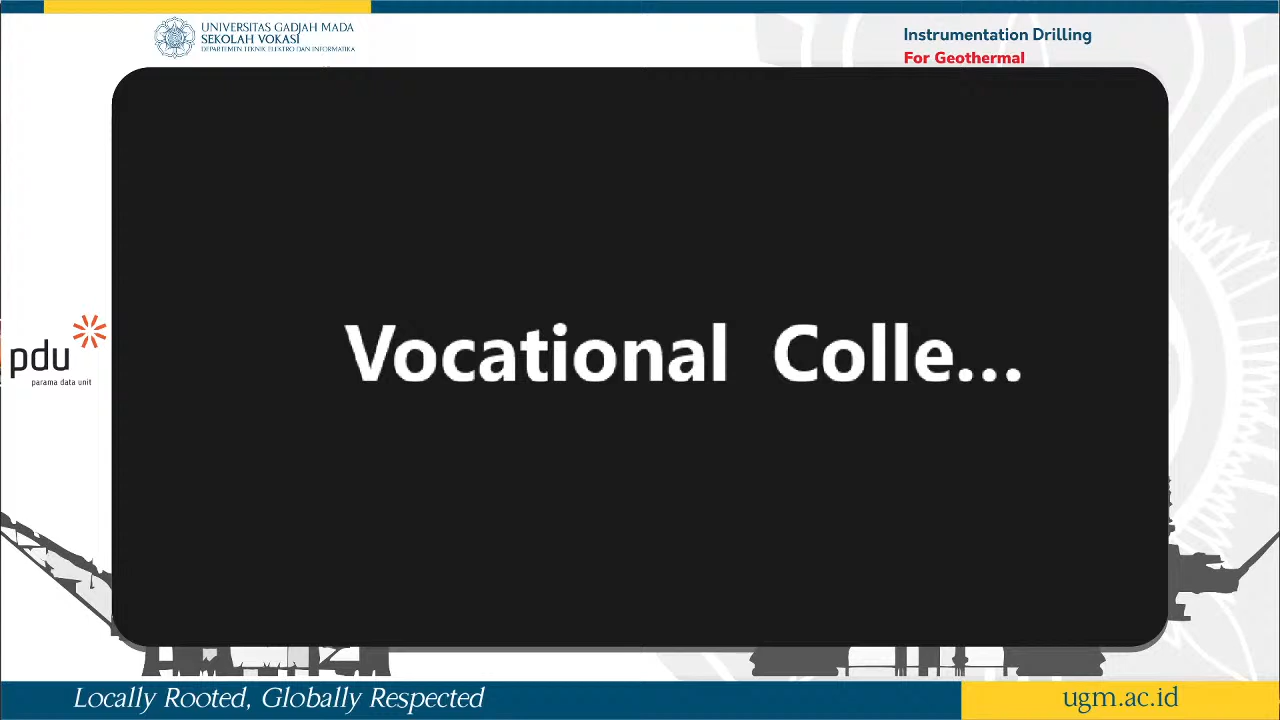 UNIVERSITAS GADJAH MADA
SEKOLAH VOKASI
DEPARTEMEN TEKNIK ELEKTRO DAN INFORMATIKA
Instrumentation Drilling
For Geothermal
Vocational Colle...
pdu
parama data unit
Locally Rooted, Globally Respected
ugm.ac.id